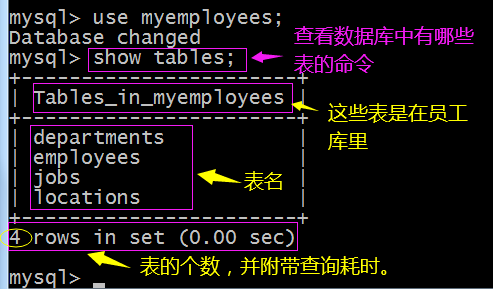 mysql> use myemployees;
Database changed
mysql> show tables;
查看数据库中有哪些
表的命令
+-----------------------+
| Tables_in_myemployees |
这些表是在员工
库里
+-----------------------+
| departments |
| employees |
| jobs |
| locations |
表名
+-----------------------+
4 rows in set (0.00 sec)
表的个数，并附带查询耗时。
mysql>